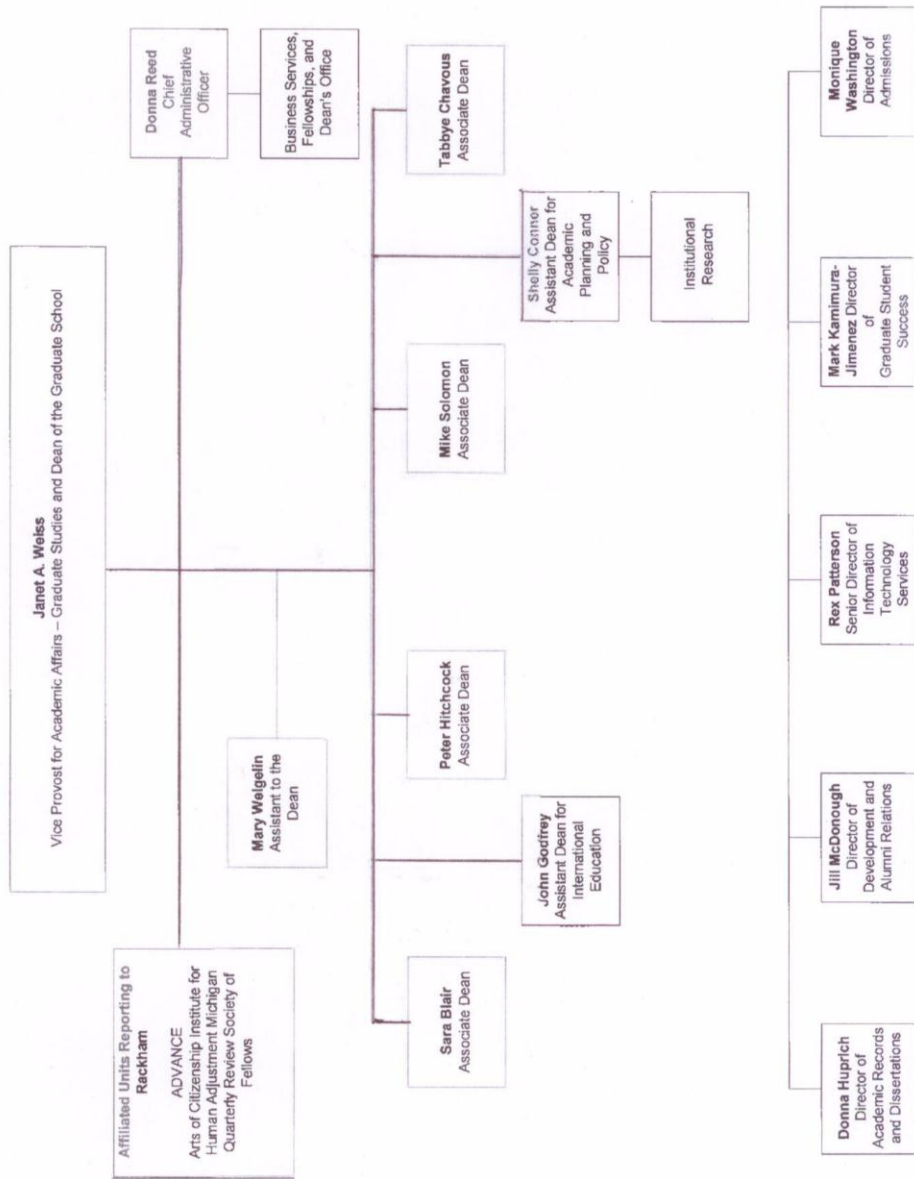 Janet A. Weiss
Vice Provost for Academic Affairs – Graduate Studies and Dean of the Graduate School
Affiliated Units Reporting to
Rackham
ADVANCE
Arts of Citizenship Institute for
Human Adjustment Michigan
Quarterly Review Society of
Fellows
Donna Reed
Chief
Administrative
Officer
Business Services,
Fellowships, and
Dean's Office
Mary Welgelin
Assistant to the
Dean
Sara Blair
Associate Dean
Peter Hitchcock
Associate Dean
Mike Solomon
Associate Dean
Tabbye Chavous
Associate Dean
John Godfrey
Assistant Dean for
International
Education
Shelly Connor
Assistant Dean for
Academic
Planning and
Policy
Institutional
Research
Donna Huprich
Director of
Academic Records
and Dissertations
Jill McDonough
Director of
Development and
Alumni Relations
Rex Patterson
Senior Director of
Information
Technology
Services
Mark Kamimura-
Jimenez Director
of
Graduate Student
Success
Monique
Washington
Director of
Admissions